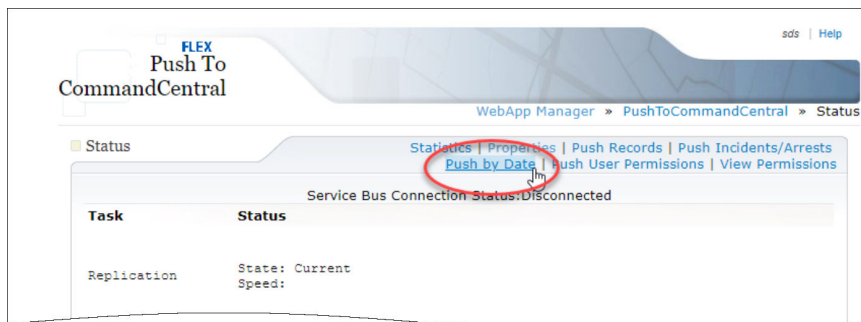 sds | Help
FLEX
Push To
CommandCentral
WebApp Manager » PushToCommandCentral » Status
Status
Statistics | Properties | Push Records | Push Incidents/Arrests
Push by Date | Push User Permissions | View Permissions
Service Bus Connection Status:Disconnected
Task Status
Replication
State: Current
Speed: